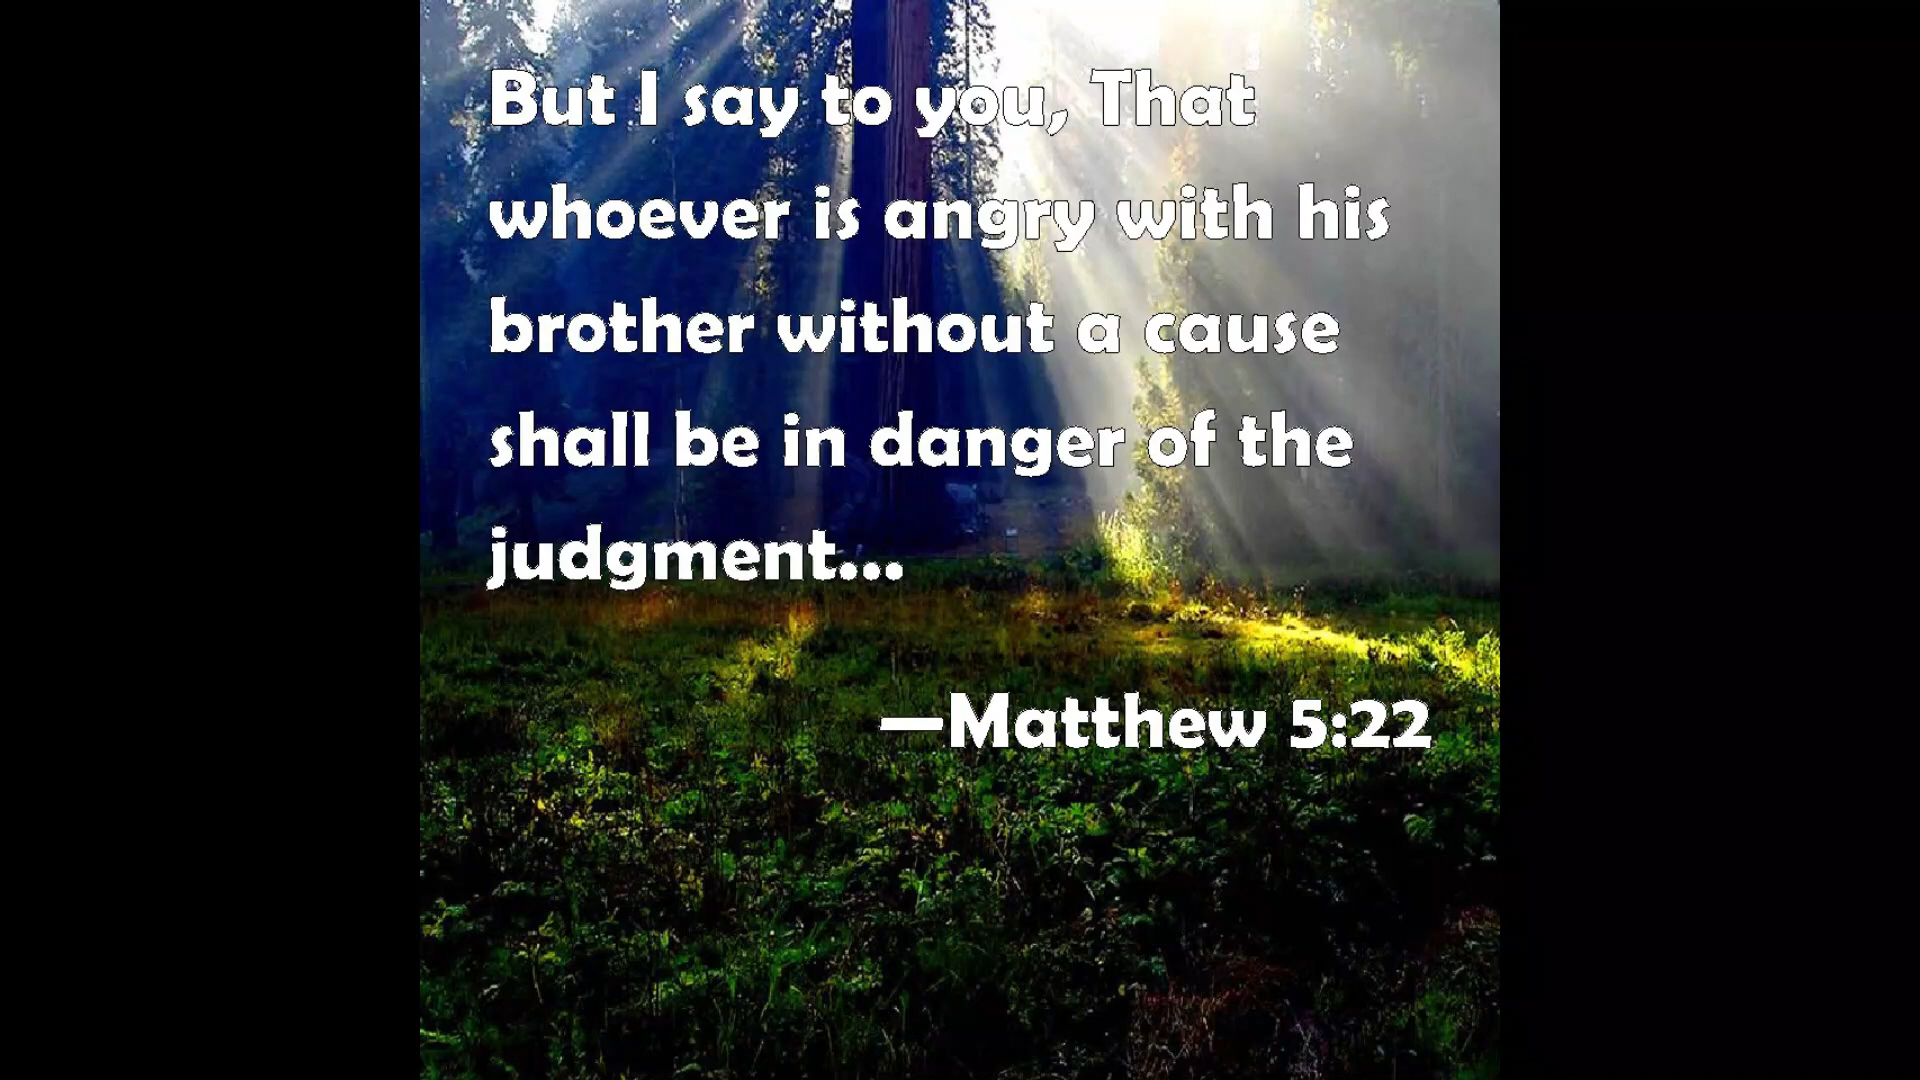 But I say to you, That
whoever is angry with his
brother without a cause
shall be in danger of the
judgment...
—Matthew 5:22